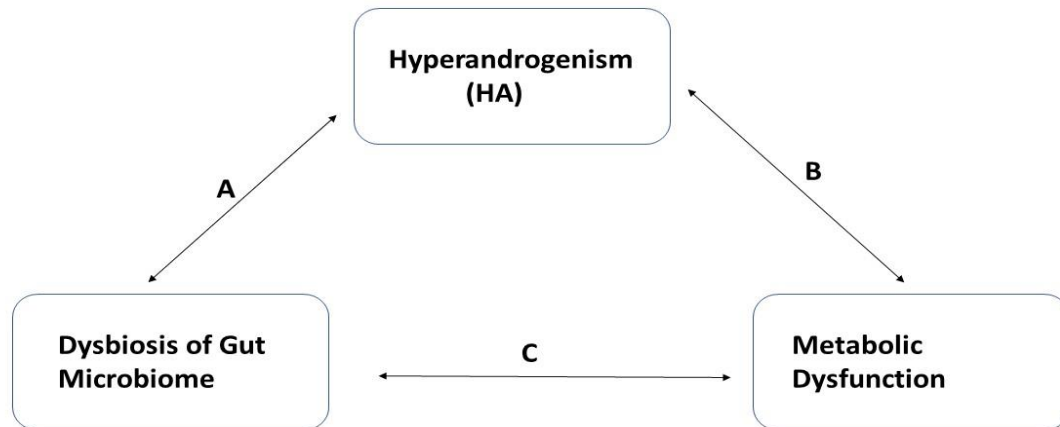 Hyperandrogenism
(HA)
A
B
Dysbiosis of Gut
Microbiome
C
Metabolic
Dysfunction